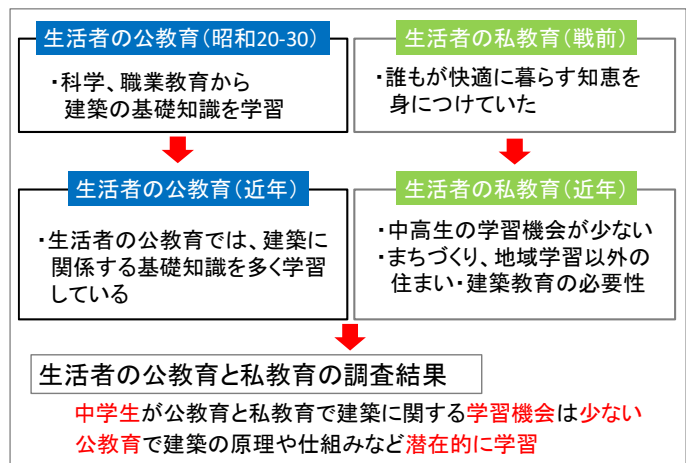 生活者の公教育(昭和20-30)
・科学、職業教育から
建築の基礎知識を学習
生活者の私教育(戦前)
・誰もが快適に暮らす知恵を
身につけていた
生活者の公教育(近年)
・生活者の公教育では、建築に
関係する基礎知識を多く学習
している
生活者の私教育(近年)
・中高生の学習機会が少ない
・まちづくり、地域学習以外の
住まい・建築教育の必要性
生活者の公教育と私教育の調査結果
中学生が公教育と私教育で建築に関する学習機会は少ない
公教育で建築の原理や仕組みなど潜在的に学習